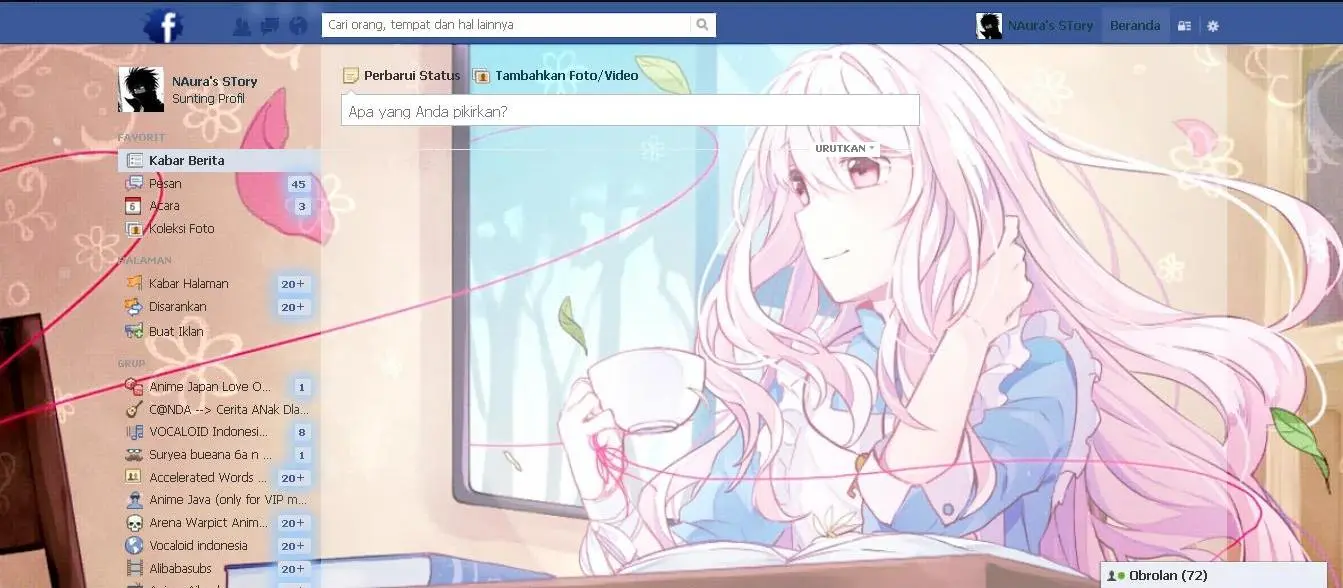 f
Cari orang, tempat dan hal lainnya
NAura's STory
Beranda
NAura's STory
Sunting Profil
Perbarui Status
Tambahkan Foto/Video
Apa yang Anda pikirkan?
URUTKAN
FAVORIT
Kabar Berita
Pesan 45
6 Acara 3
Koleksi Foto
HALAMAN
Kabar Halaman 20+
Disarankan 20+
Buat Iklan
GRUP
Anime Japan Love O... 1
C@NDA --> Cerita ANak Dla...
VOCALOID Indonesi... 8
Suryea bueana 6a n ... 1
Accelerated Words ... 20+
Anime Java (only for VIP m...
Arena Warpict Anim... 20+
Vocaloid indonesia 20+
Alibabasubs 20+
Obrolan (72)